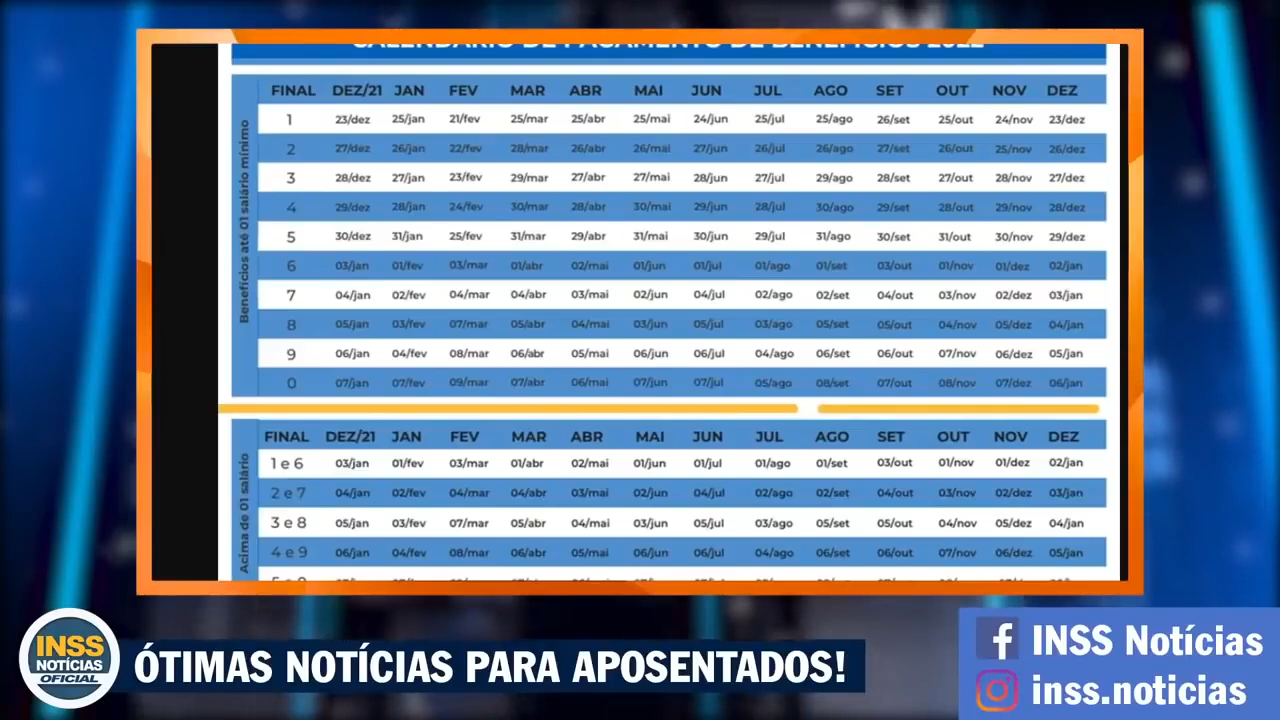 CALENDÁRIO DE PAGAMENTO DE BENEFÍCIOS 2022
Benefícios até 01 salário mínimo
FINAL DEZ/21 JAN FEV MAR ABR MAI JUN JUL AGO SET OUT NOV DEZ
1 23/dez 25/jan 21/fev 25/mar 25/abr 25/mai 24/jun 25/jul 25/ago 26/set 25/out 24/nov 23/dez
2 27/dez 26/jan 22/fev 28/mar 26/abr 26/mai 27/jun 26/jul 26/ago 27/set 26/out 25/nov 26/dez
3 28/dez 27/jan 23/fev 29/mar 27/abr 27/mai 28/jun 27/jul 29/ago 28/set 27/out 28/nov 27/dez
4 29/dez 28/jan 24/fev 30/mar 28/abr 30/mai 29/jun 28/jul 30/ago 29/set 28/out 29/nov 28/dez
5 30/dez 31/jan 25/fev 31/mar 29/abr 31/mai 30/jun 29/jul 31/ago 30/set 31/out 30/nov 29/dez
6 03/jan 01/fev 03/mar 01/abr 02/mai 01/jun 01/jul 01/ago 01/set 03/out 01/nov 01/dez 02/jan
7 04/jan 02/fev 04/mar 04/abr 03/mai 02/jun 04/jul 02/ago 02/set 04/out 03/nov 02/dez 03/jan
8 05/jan 03/fev 07/mar 05/abr 04/mai 03/jun 05/jul 03/ago 05/set 05/out 04/nov 05/dez 04/jan
9 06/jan 04/fev 08/mar 06/abr 05/mai 06/jun 06/jul 04/ago 06/set 06/out 07/nov 06/dez 05/jan
0 07/jan 07/fev 09/mar 07/abr 06/mai 07/jun 07/jul 05/ago 08/set 07/out 08/nov 07/dez 06/jan
Acima de 01 salário
FINAL DEZ/21 JAN FEV MAR ABR MAI JUN JUL AGO SET OUT NOV DEZ
1 e 6 03/jan 01/fev 03/mar 01/abr 02/mai 01/jun 01/jul 01/ago 01/set 03/out 01/nov 01/dez 02/jan
2 e 7 04/jan 02/fev 04/mar 04/abr 03/mai 02/jun 04/jul 02/ago 02/set 04/out 03/nov 02/dez 03/jan
3 e 8 05/jan 03/fev 07/mar 05/abr 04/mai 03/jun 05/jul 03/ago 05/set 05/out 04/nov 05/dez 04/jan
4 e 9 06/jan 04/fev 08/mar 06/abr 05/mai 06/jun 06/jul 04/ago 06/set 06/out 07/nov 06/dez 05/jan
INSS
NOTÍCIAS
OFICIAL
ÓTIMAS NOTÍCIAS PARA APOSENTADOS!
INSS Notícias
inss.noticias